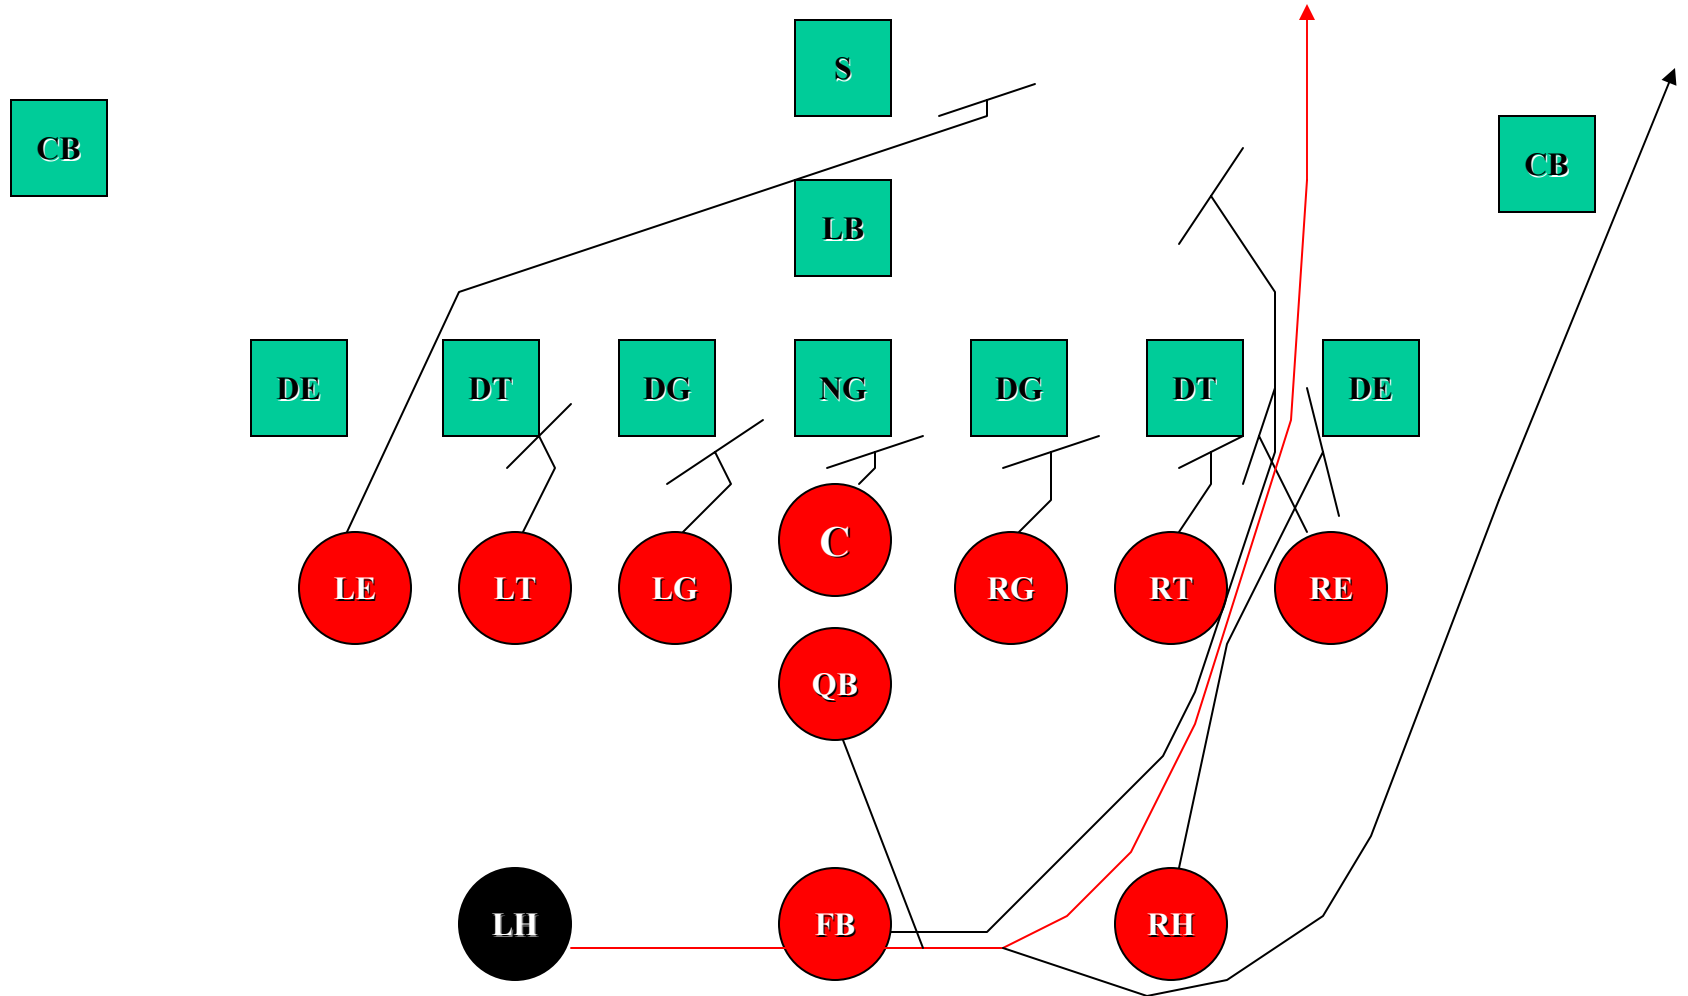 S
CB
CB
LB
DE
DT
DG
NG
DG
DT
DE
C
LE
LT
LG
RG
RT
RE
QB
LH
FB
RH